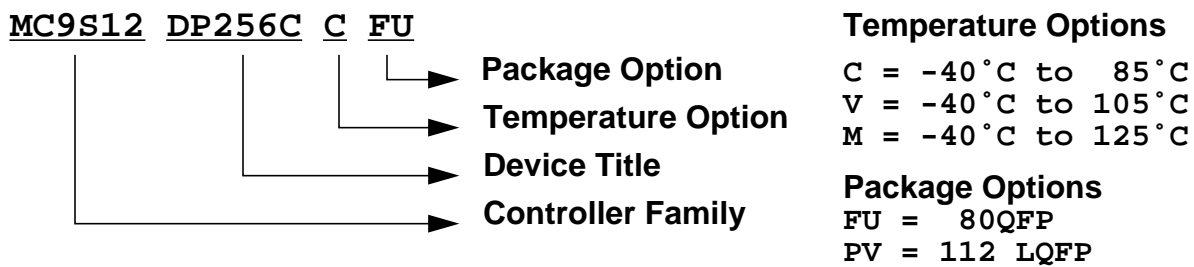 MC9S12 DP256C C FU
Package Option
Temperature Option
Device Title
Controller Family
Temperature Options
C = -40˚C to 85˚C
V = -40˚C to 105˚C
M = -40˚C to 125˚C
Package Options
FU = 80QFP
PV = 112 LQFP